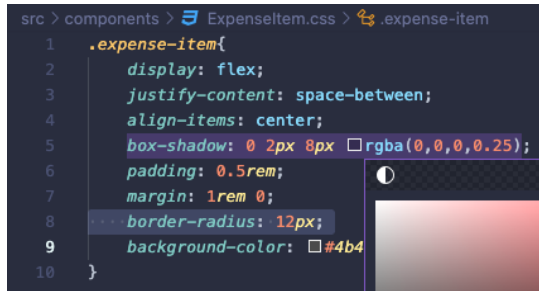 src > components > ExpenseItem.css > .expense-item
1 .expense-item{
2 display: flex;
3 justify-content: space-between;
4 align-items: center;
5 box-shadow: 0 2px 8px rgba(0,0,0,0.25);
6 padding: 0.5rem;
7 margin: 1rem 0;
8 ····border-radius:·12px;
9 background-color: #4b4
10 }